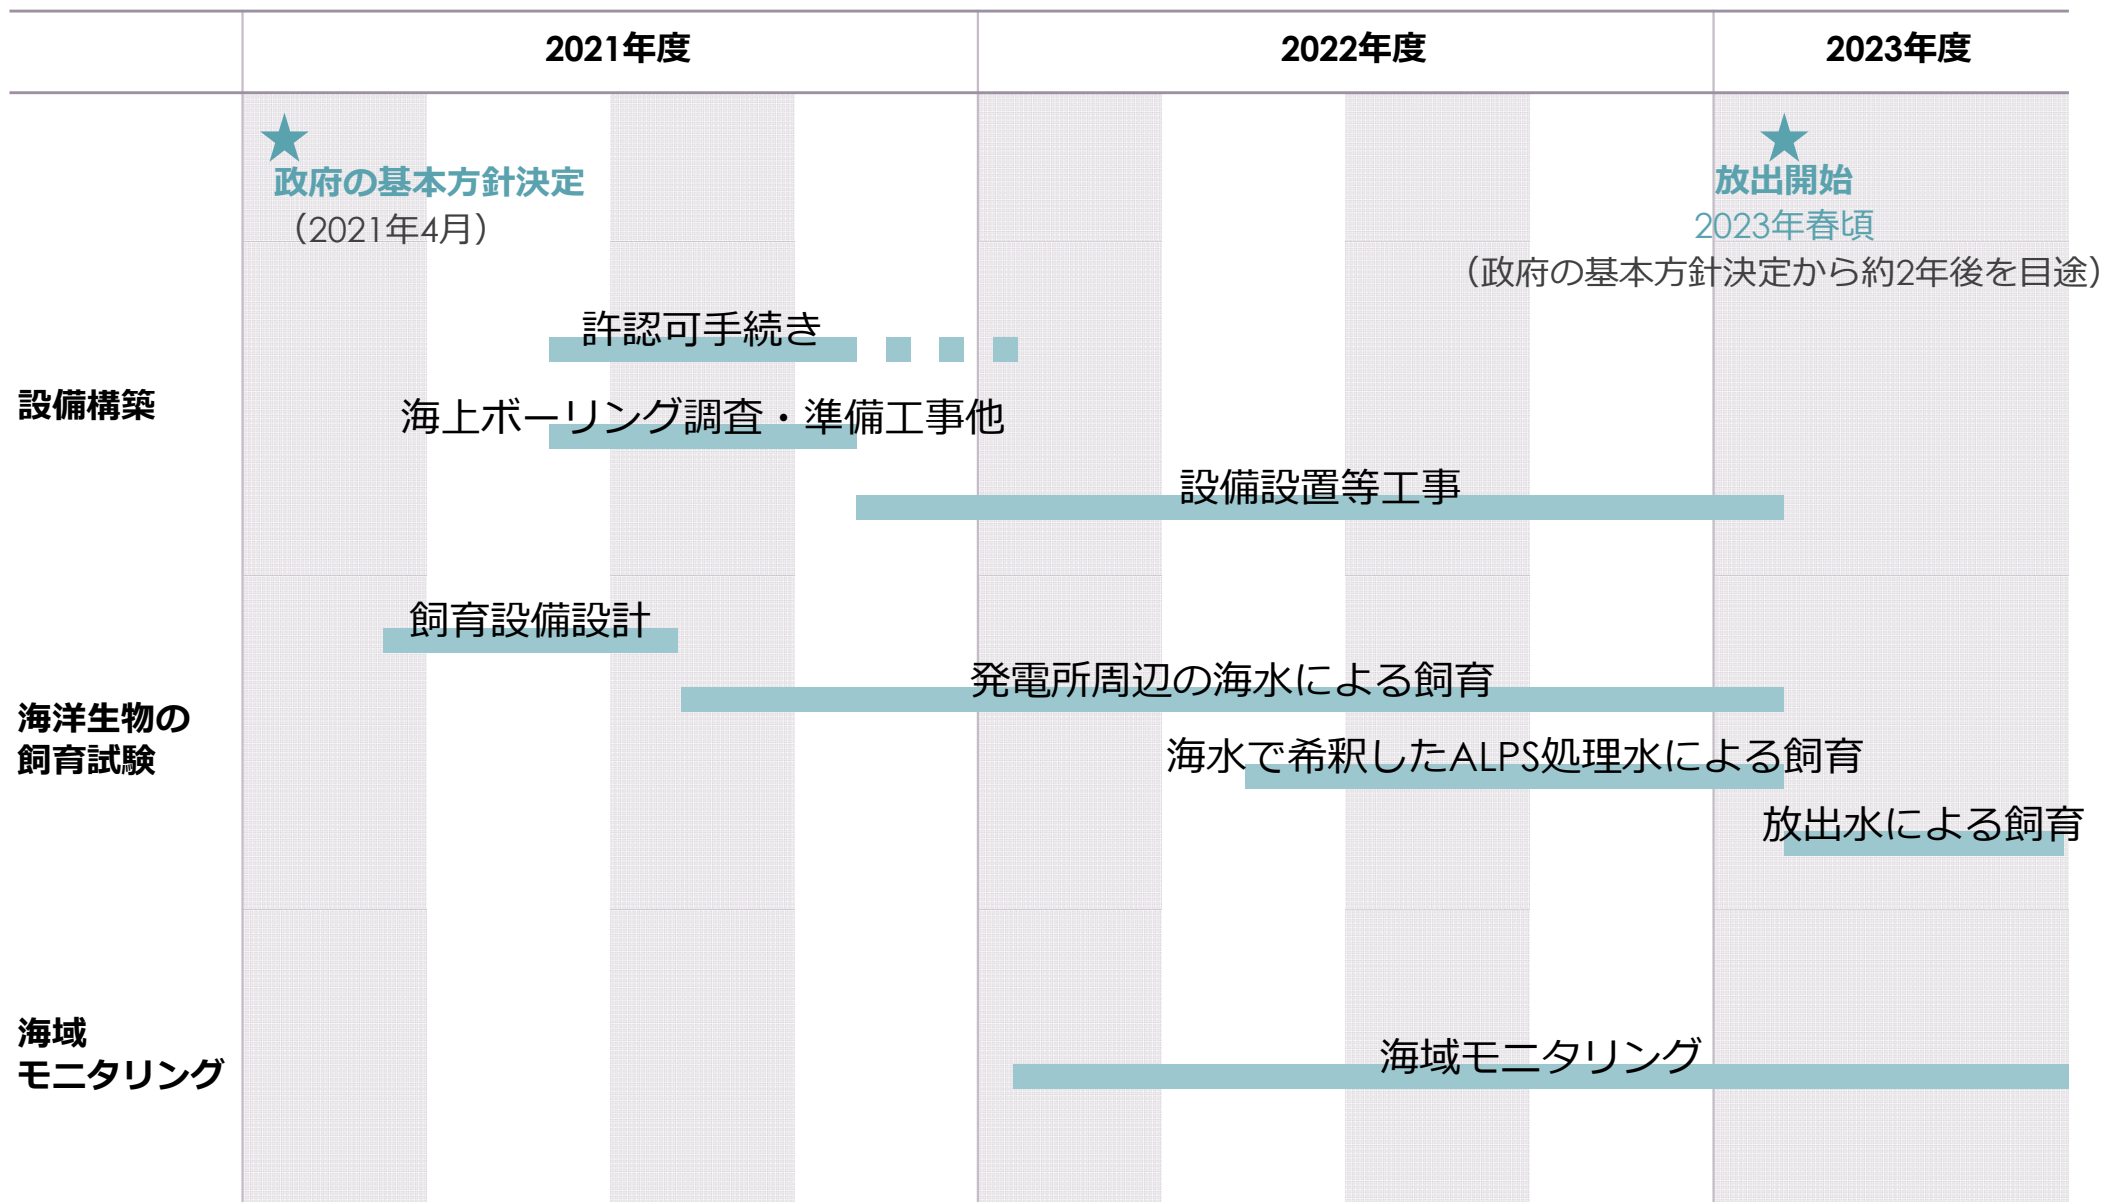 2021年度
2022年度
2023年度
政府の基本方針決定
（2021年4月）
放出開始
2023年春頃
（政府の基本方針決定から約2年後を目途）
設備構築
許認可手続き
海上ボーリング調査・準備工事他
設備設置等工事
海洋生物の
飼育試験
飼育設備設計
発電所周辺の海水による飼育
海水で希釈したALPS処理水による飼育
放出水による飼育
海域
モニタリング
海域モニタリング